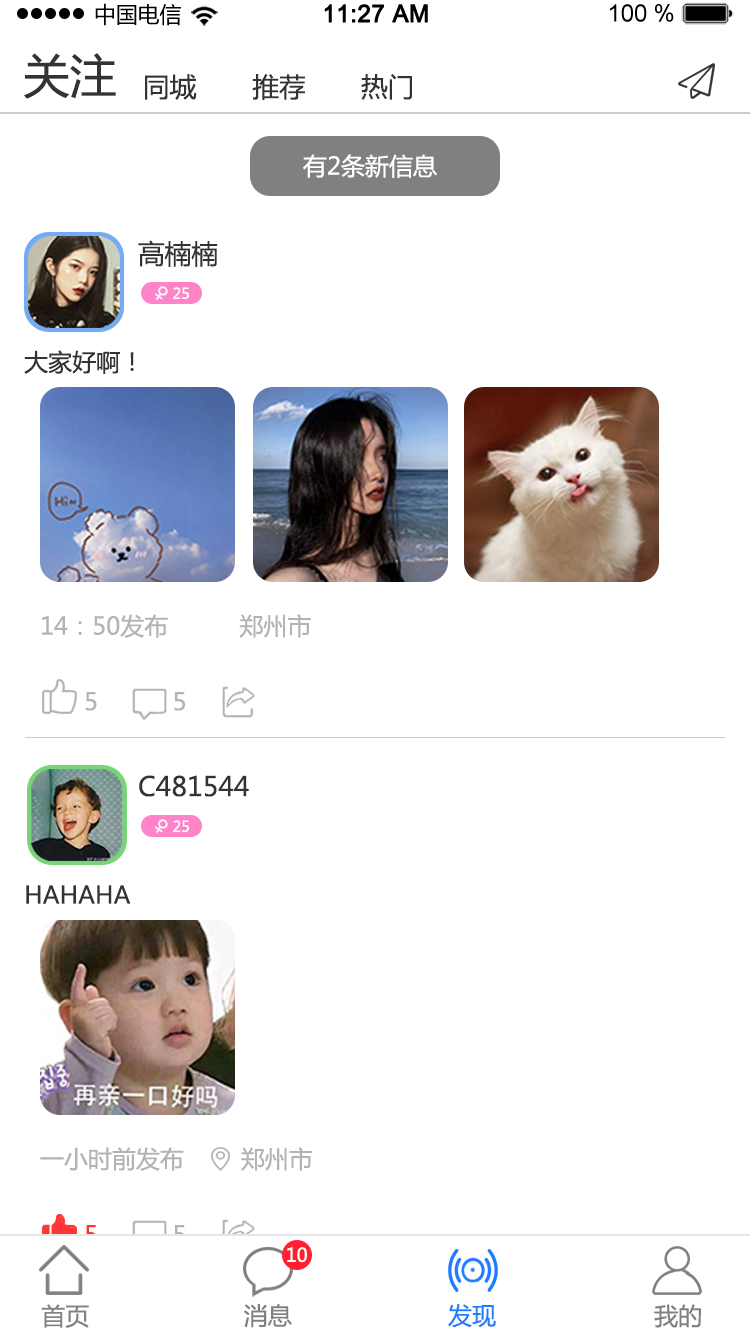 中国电信 11:27 AM 100 %
关注 同城 推荐 热门
有2条新信息
高楠楠
25
大家好啊！
Hi~
14：50发布 郑州市
5 5
C481544
25
HAHAHA
집중
再亲一口好吗
一小时前发布 郑州市
5 5
10
首页 消息 发现 我的